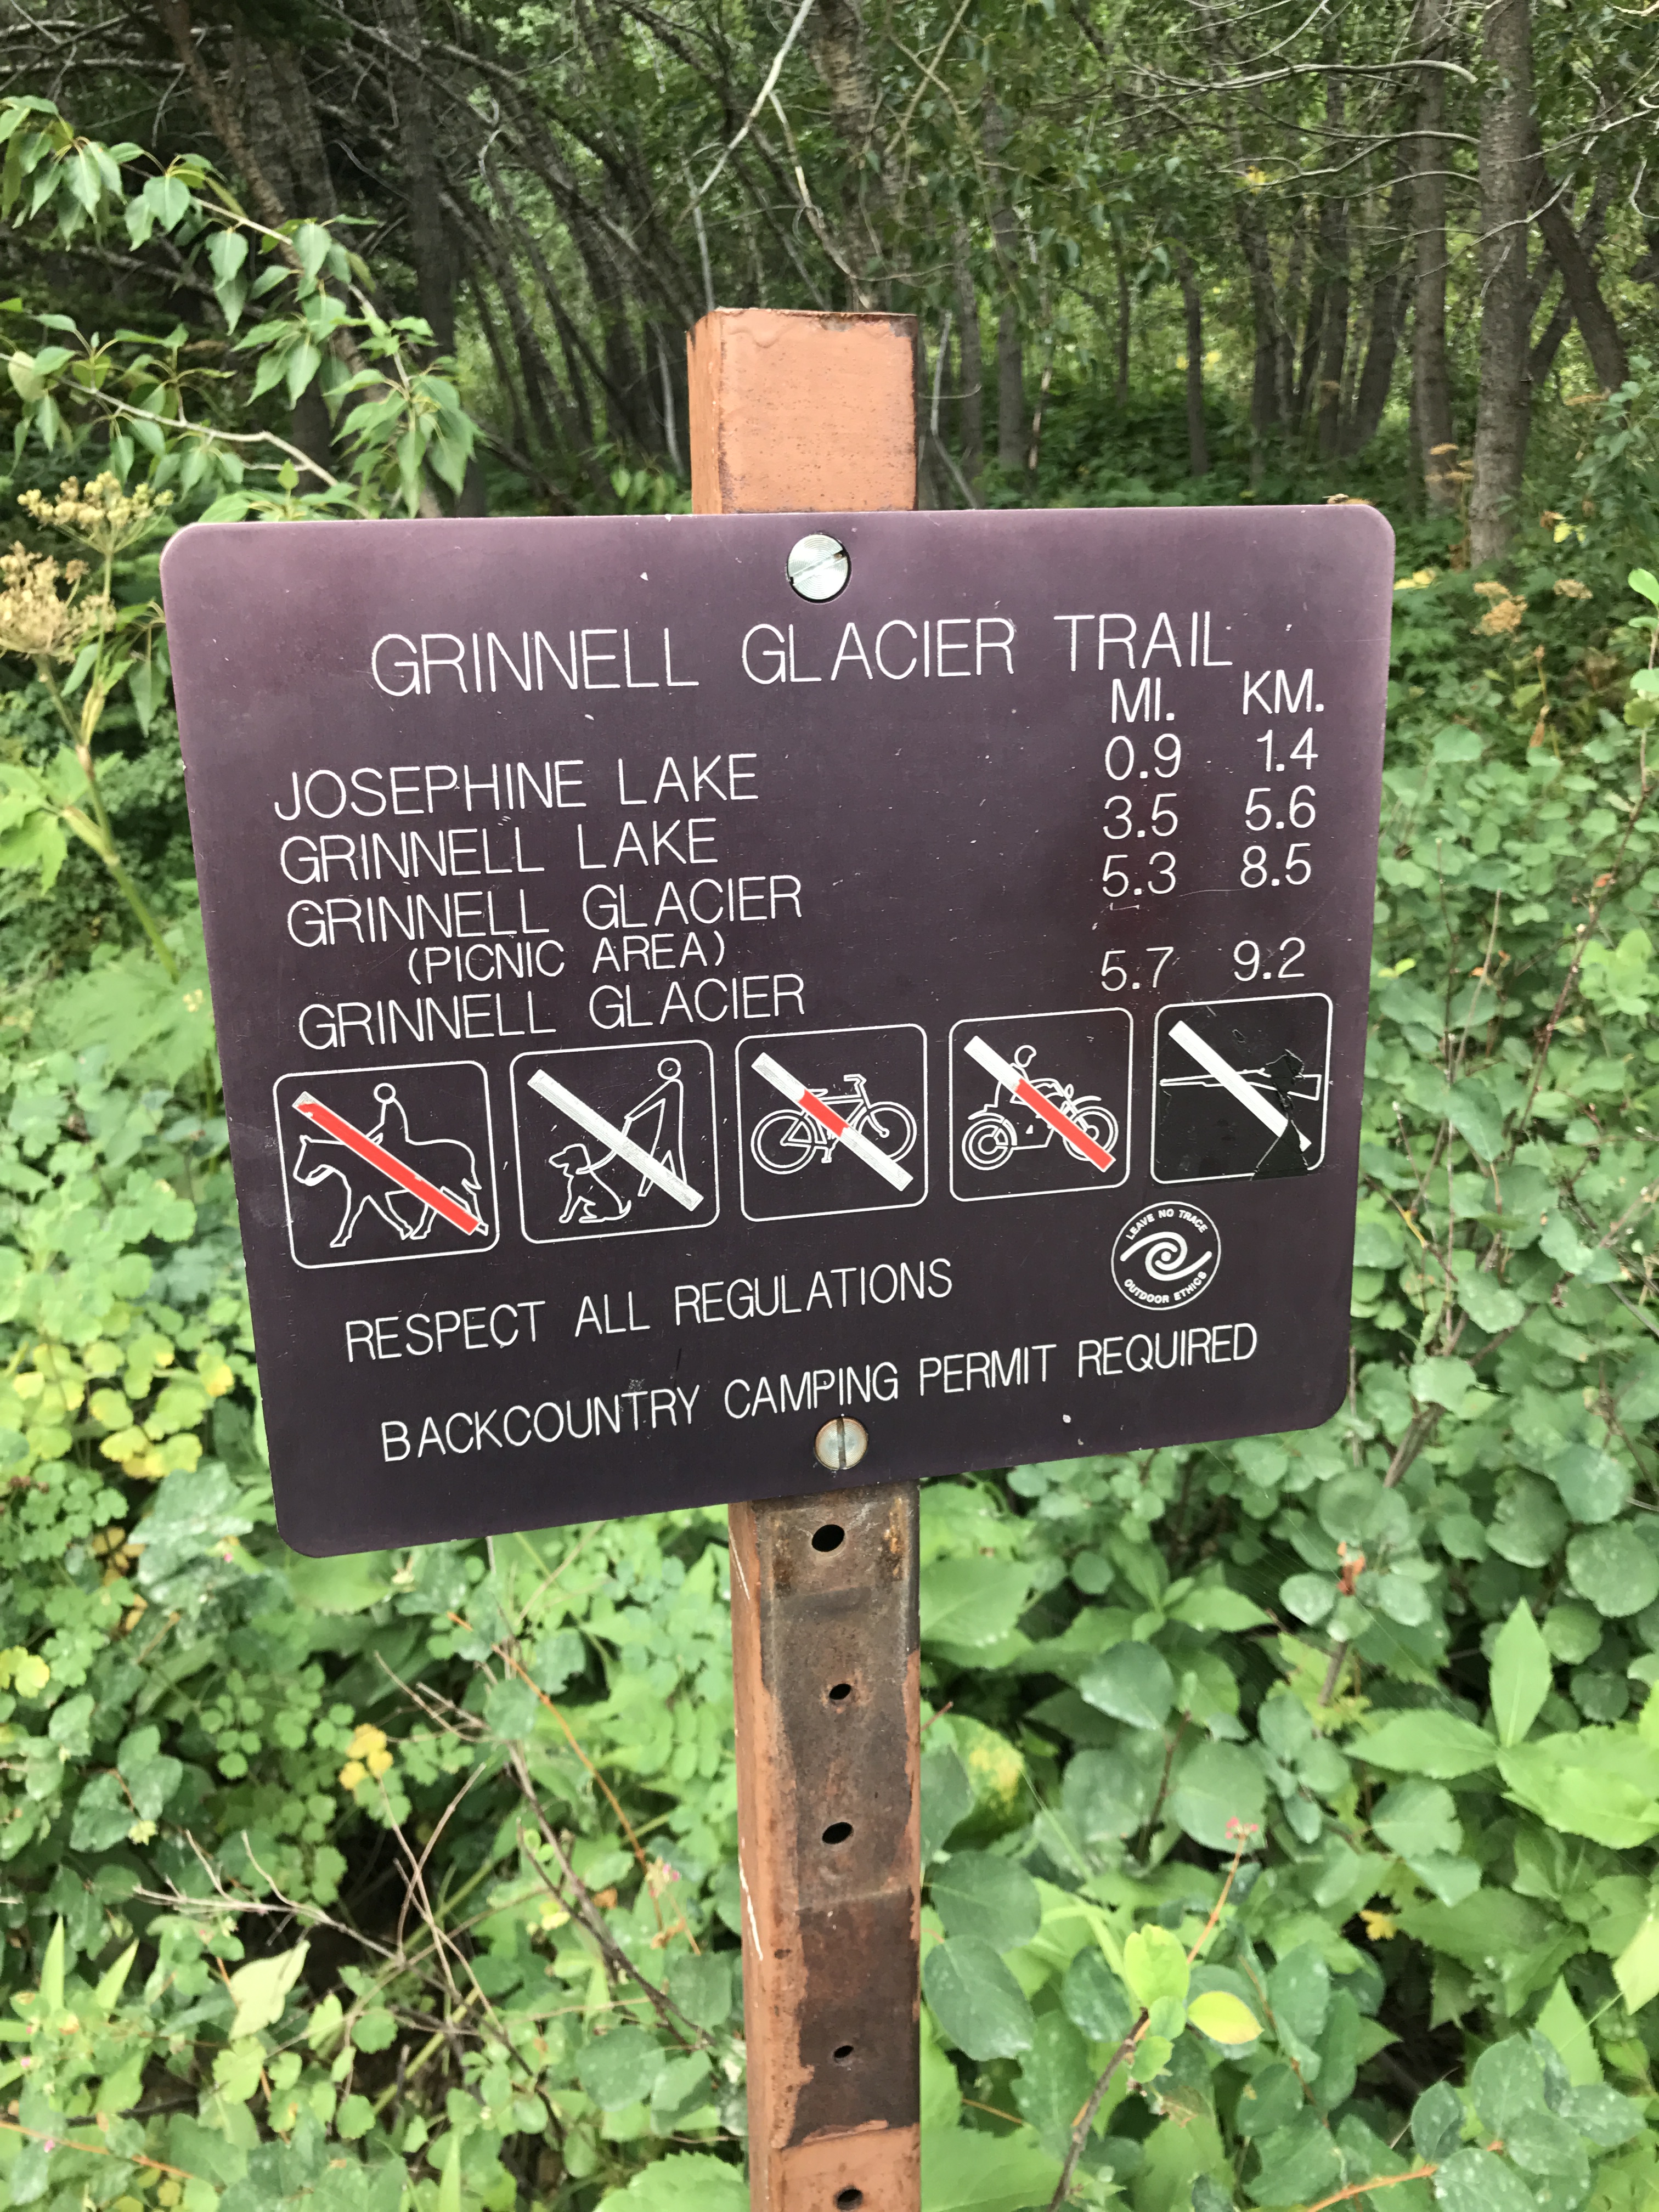 GRINNELL GLACIER TRAIL
MI. KM.
JOSEPHINE LAKE 0.9 1.4
GRINNELL LAKE 3.5 5.6
GRINNELL GLACIER 5.3 8.5
(PICNIC AREA)
GRINNELL GLACIER 5.7 9.2
LEAVE NO TRACE
OUTDOOR ETHICS
RESPECT ALL REGULATIONS
BACKCOUNTRY CAMPING PERMIT REQUIRED